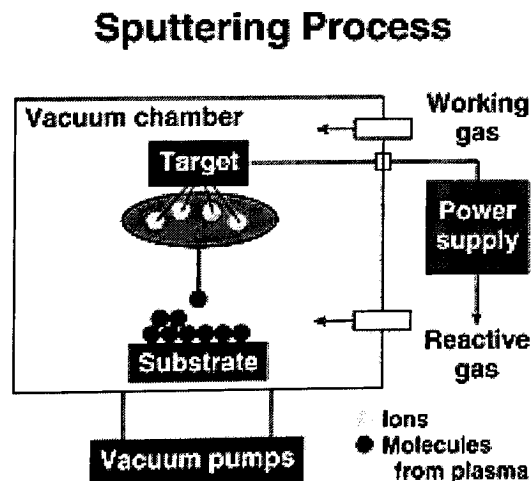 Sputtering Process
Vacuum chamber
Working
gas
Target
Power
supply
Reactive
gas
Substrate
Ions
Molecules
from plasma
Vacuum pumps